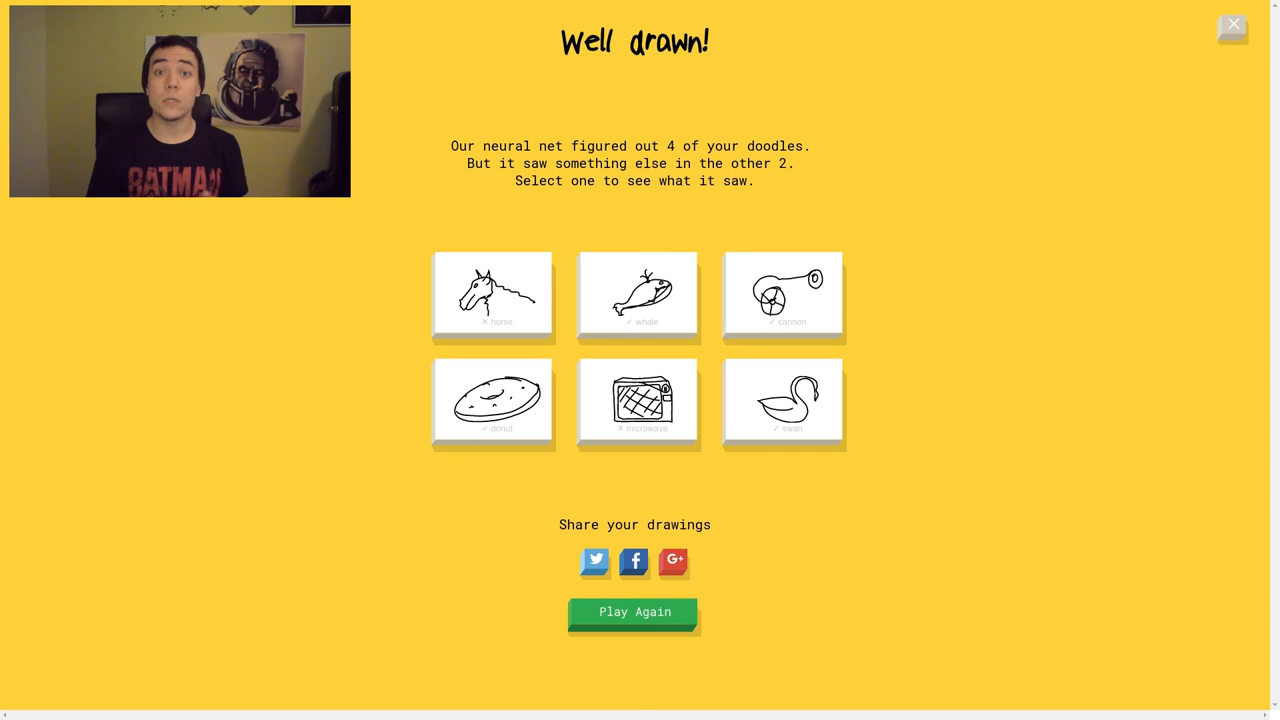 Well drawn!
BATMAN
Our neural net figured out 4 of your doodles.
But it saw something else in the other 2.
Select one to see what it saw.
✕ horse
✓ whale
✓ cannon
✓ donut
✕ microwave
✓ swan
Share your drawings
G+
Play Again